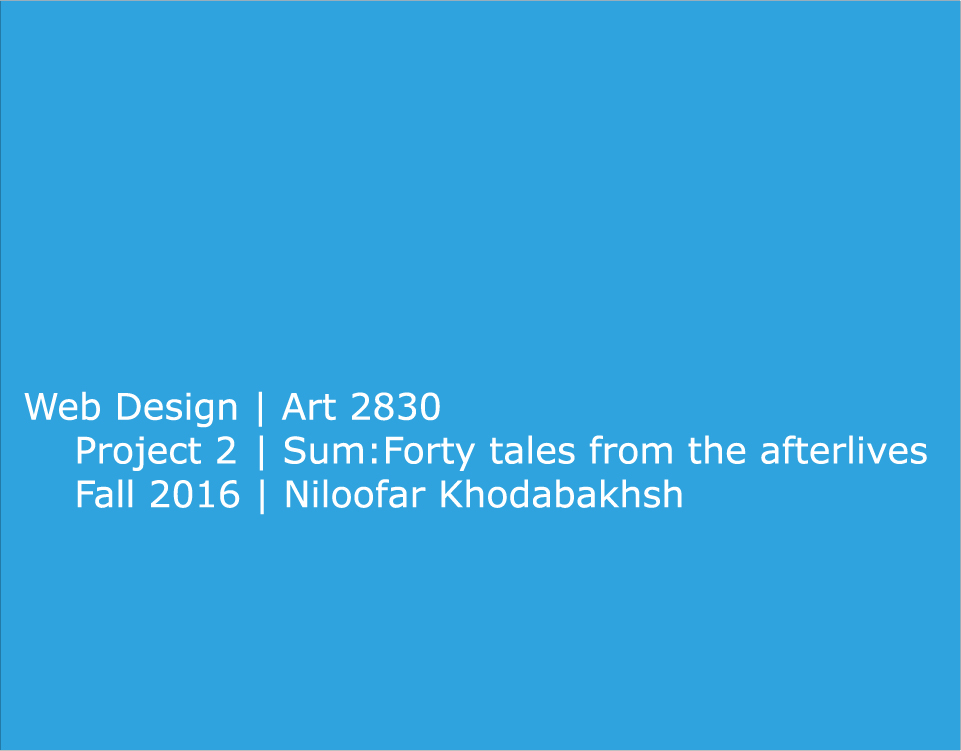 Web Design | Art 2830
Project 2 | Sum:Forty tales from the afterlives
Fall 2016 | Niloofar Khodabakhsh